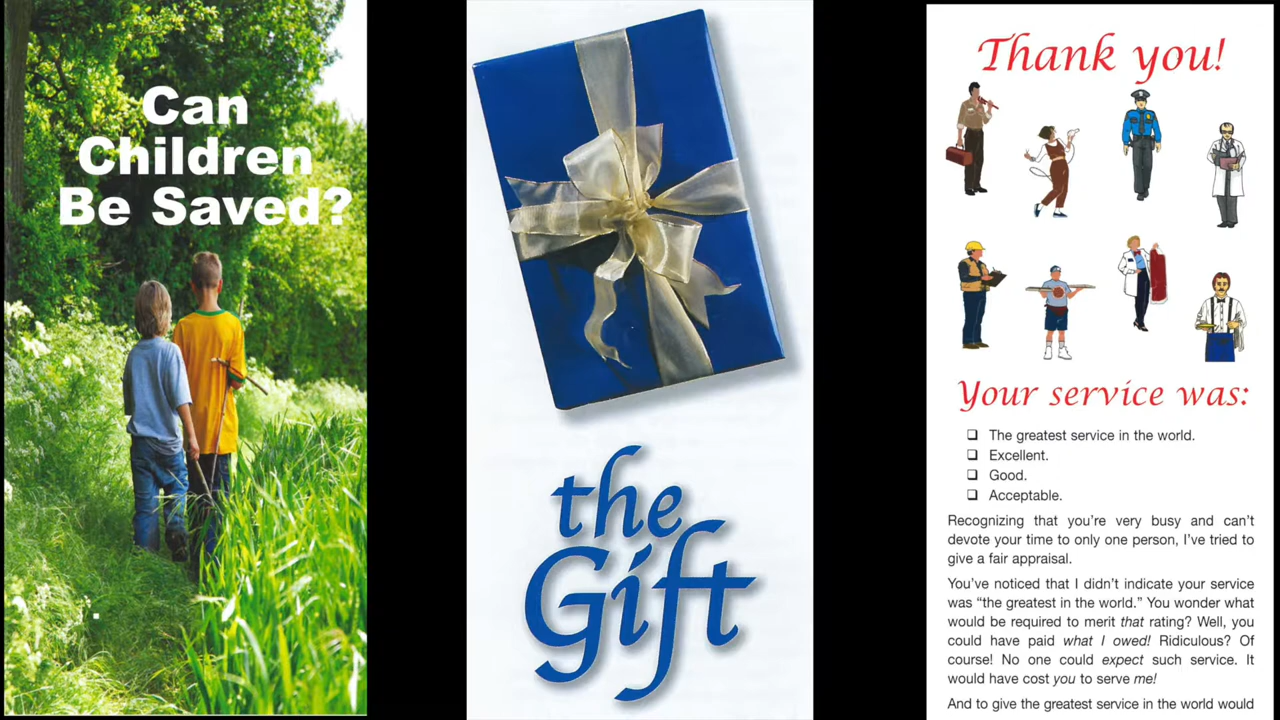 Can
Children
Be Saved?
the
Gift
Thank you!
Your service was:
❑ The greatest service in the world.
❑ Excellent.
❑ Good.
❑ Acceptable.
Recognizing that you’re very busy and can’t
devote your time to only one person, I’ve tried to
give a fair appraisal.
You’ve noticed that I didn’t indicate your service
was “the greatest in the world.” You wonder what
would be required to merit that rating? Well, you
could have paid what I owed! Ridiculous? Of
course! No one could expect such service. It
would have cost you to serve me!
And to give the greatest service in the world would